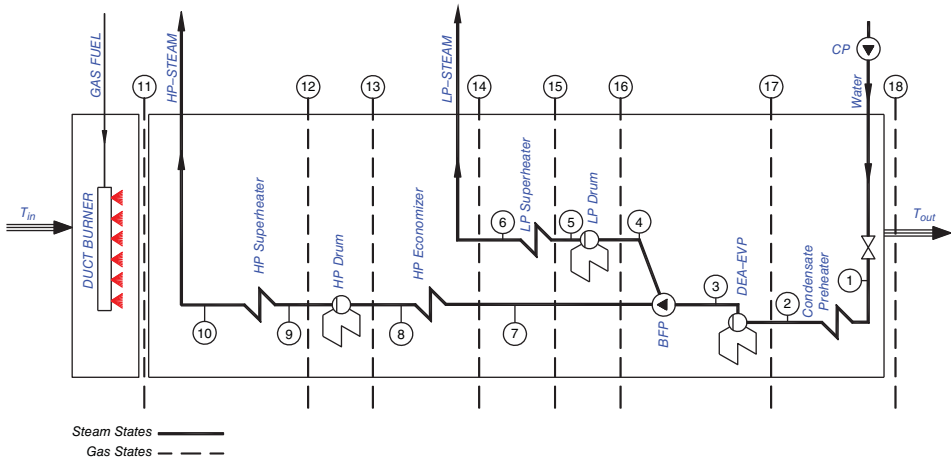 GAS FUEL
HP–STEAM
LP–STEAM
CP
Water
11
12
13
14
15
16
17
18
T_in
DUCT BURNER
HP Superheater
HP Drum
HP Economizer
LP Superheater
LP Drum
BFP
DEA–EVP
Condensate
Preheater
T_out
6
5
4
3
2
1
10
9
8
7
Steam States
Gas States